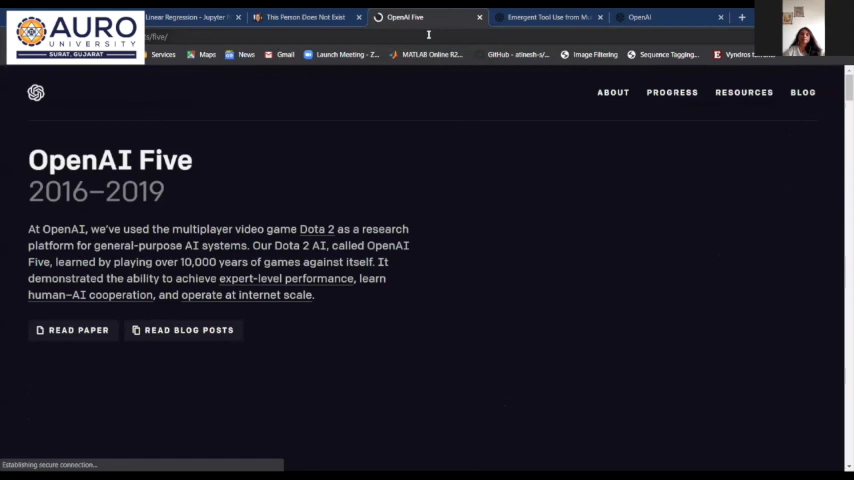 AURO
UNIVERSITY
SURAT, GUJARAT
Linear Regression - Jupyter
This Person Does Not Exist
OpenAI Five
Emergent Tool Use from Mu
OpenAI
s/five/
Services
Maps
News
Gmail
Launch Meeting - Z...
MATLAB Online R2...
GitHub - atinesh-s/...
Image Filtering
Sequence Tagging...
Vyndros
ABOUT
PROGRESS
RESOURCES
BLOG
OpenAI Five
2016–2019
At OpenAI, we've used the multiplayer video game Dota 2 as a research
platform for general-purpose AI systems. Our Dota 2 AI, called OpenAI
Five, learned by playing over 10,000 years of games against itself. It
demonstrated the ability to achieve expert-level performance, learn
human–AI cooperation, and operate at internet scale.
READ PAPER
READ BLOG POSTS
Establishing secure connection...